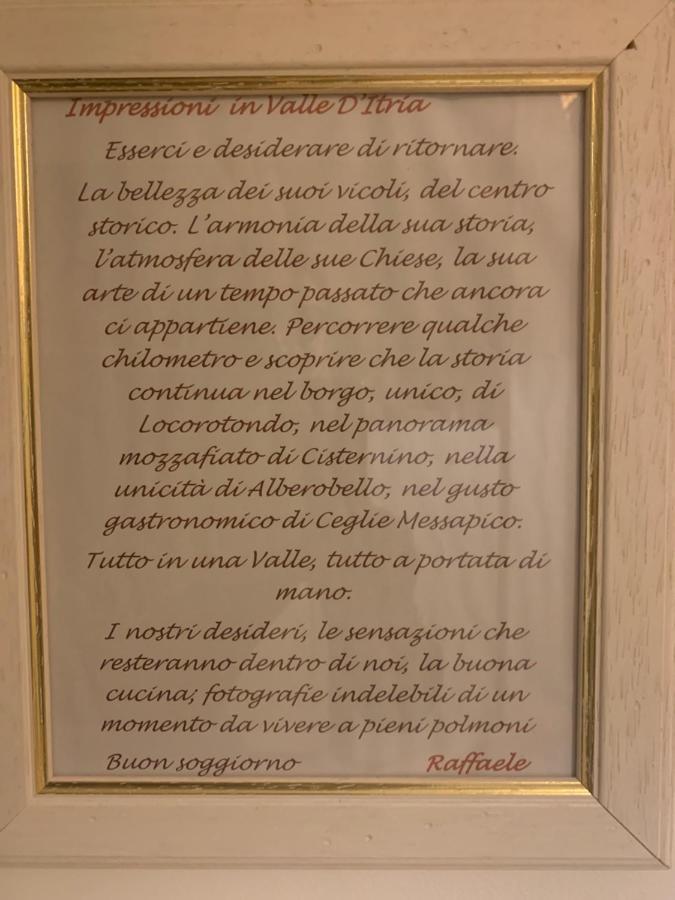 Impressioni in Valle D'Itria
Esserci e desiderare di ritornare.
La bellezza dei suoi vicoli, del centro
storico. L'armonia della sua storia,
l'atmosfera delle sue Chiese, la sua
arte di un tempo passato che ancora
ci appartiene. Percorrere qualche
chilometro e scoprire che la storia
continua nel borgo, unico, di
Locorotondo, nel panorama
mozzafiato di Cisternino, nella
unicità di Alberobello, nel gusto
gastronomico di Ceglie Messapico.
Tutto in una Valle, tutto a portata di
mano.
I nostri desideri, le sensazioni che
resteranno dentro di noi, la buona
cucina; fotografie indelebili di un
momento da vivere a pieni polmoni
Buon soggiorno Raffaele